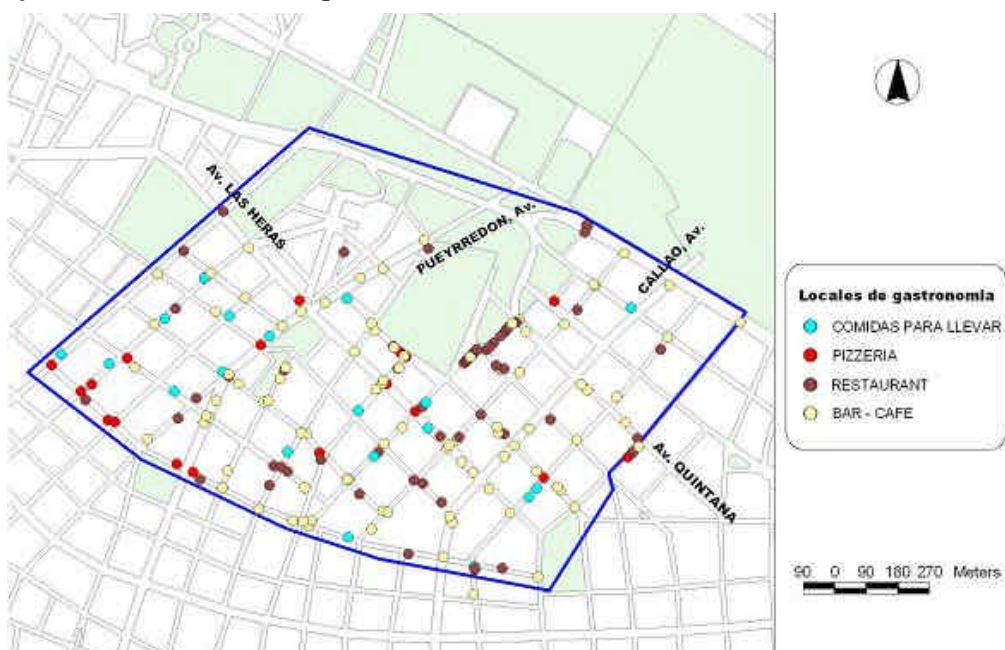 Av. LAS HERAS
PUEYRREDON, Av.
CALLAO, Av.
Av. QUINTANA
Locales de gastronomia
COMIDAS PARA LLEVAR
PIZZERIA
RESTAURANT
BAR - CAFE
90 0 90 180 270 Meters